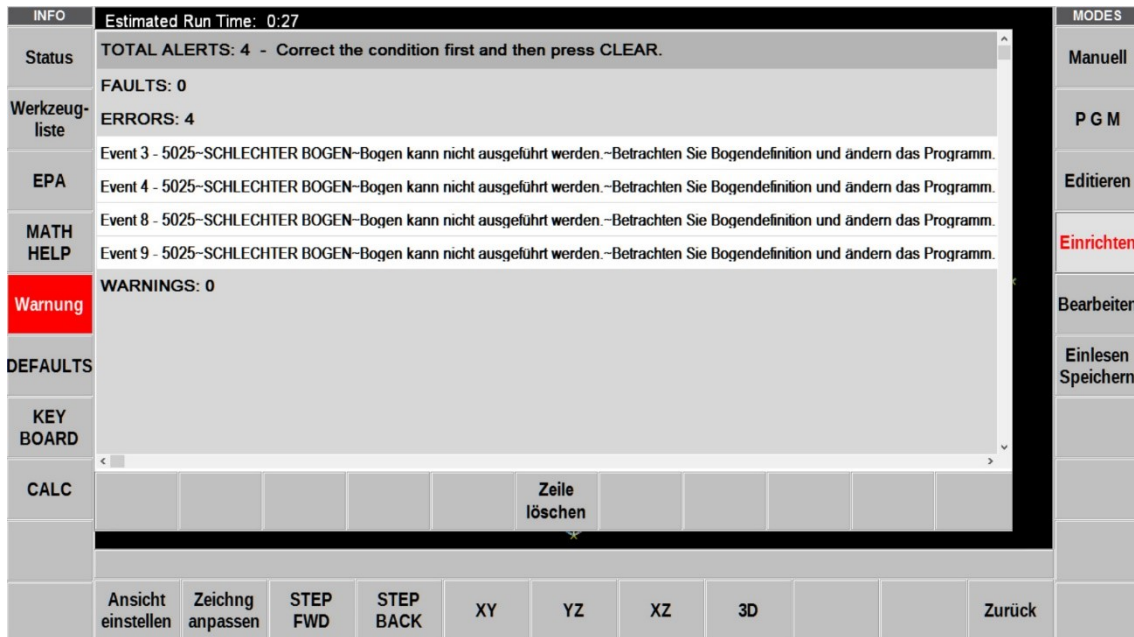 INFO
Estimated Run Time: 0:27
MODES
Status
TOTAL ALERTS: 4 - Correct the condition first and then press CLEAR.
Manuell
FAULTS: 0
Werkzeug-
liste
ERRORS: 4
P G M
Event 3 - 5025~SCHLECHTER BOGEN~Bogen kann nicht ausgeführt werden.~Betrachten Sie Bogendefinition und ändern das Programm.
EPA
Event 4 - 5025~SCHLECHTER BOGEN~Bogen kann nicht ausgeführt werden.~Betrachten Sie Bogendefinition und ändern das Programm.
Editieren
Event 8 - 5025~SCHLECHTER BOGEN~Bogen kann nicht ausgeführt werden.~Betrachten Sie Bogendefinition und ändern das Programm.
MATH
HELP
Event 9 - 5025~SCHLECHTER BOGEN~Bogen kann nicht ausgeführt werden.~Betrachten Sie Bogendefinition und ändern das Programm.
Einrichten
WARNINGS: 0
Warnung
Bearbeiten
DEFAULTS
Einlesen
Speichern
KEY
BOARD
CALC
Zeile
löschen
Ansicht
einstellen
Zeichng
anpassen
STEP
FWD
STEP
BACK
XY
YZ
XZ
3D
Zurück